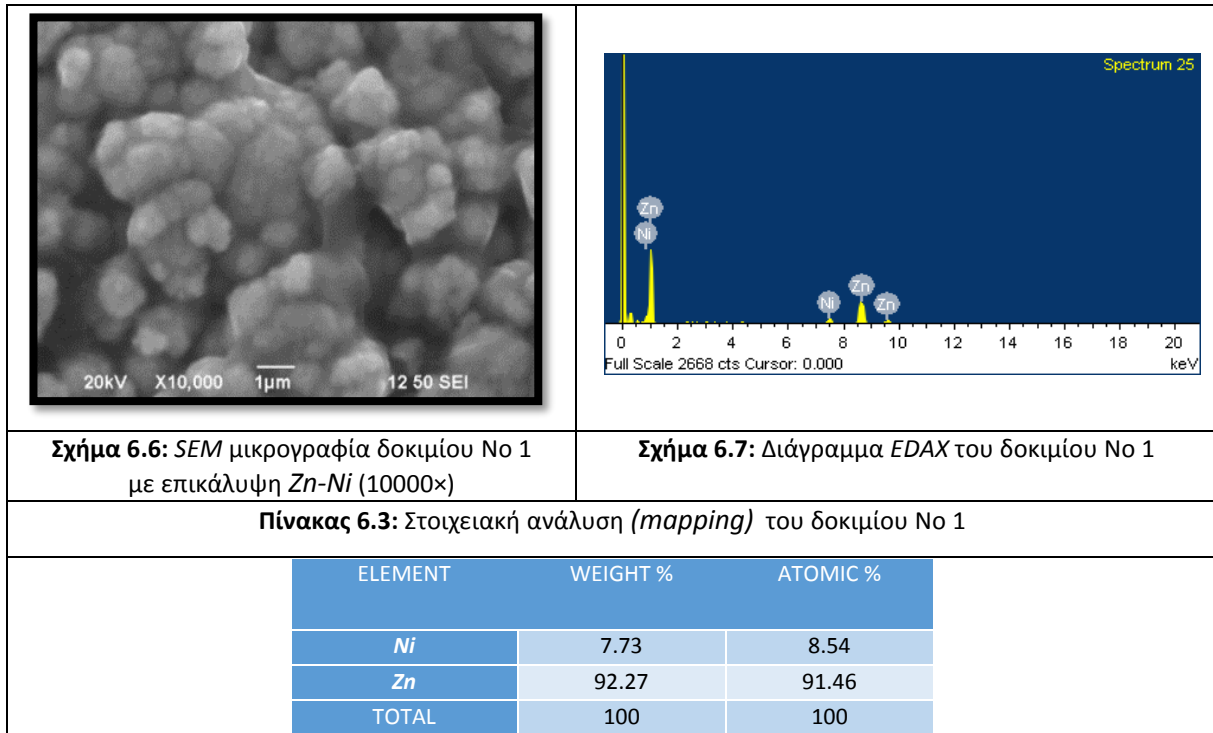 20kV X10,000 1μm 12 50 SEI
Spectrum 25
Zn
Ni
Ni
Zn
Zn
0 2 4 6 8 10 12 14 16 18 20
Full Scale 2668 cts Cursor: 0.000 keV
Σχήμα 6.6: SEM μικρογραφία δοκιμίου Νο 1
με επικάλυψη Zn-Ni (10000×)
Σχήμα 6.7: Διάγραμμα EDAX του δοκιμίου Νο 1
Πίνακας 6.3: Στοιχειακή ανάλυση (mapping) του δοκιμίου Νο 1
ELEMENT WEIGHT % ATOMIC %
Ni 7.73 8.54
Zn 92.27 91.46
TOTAL 100 100